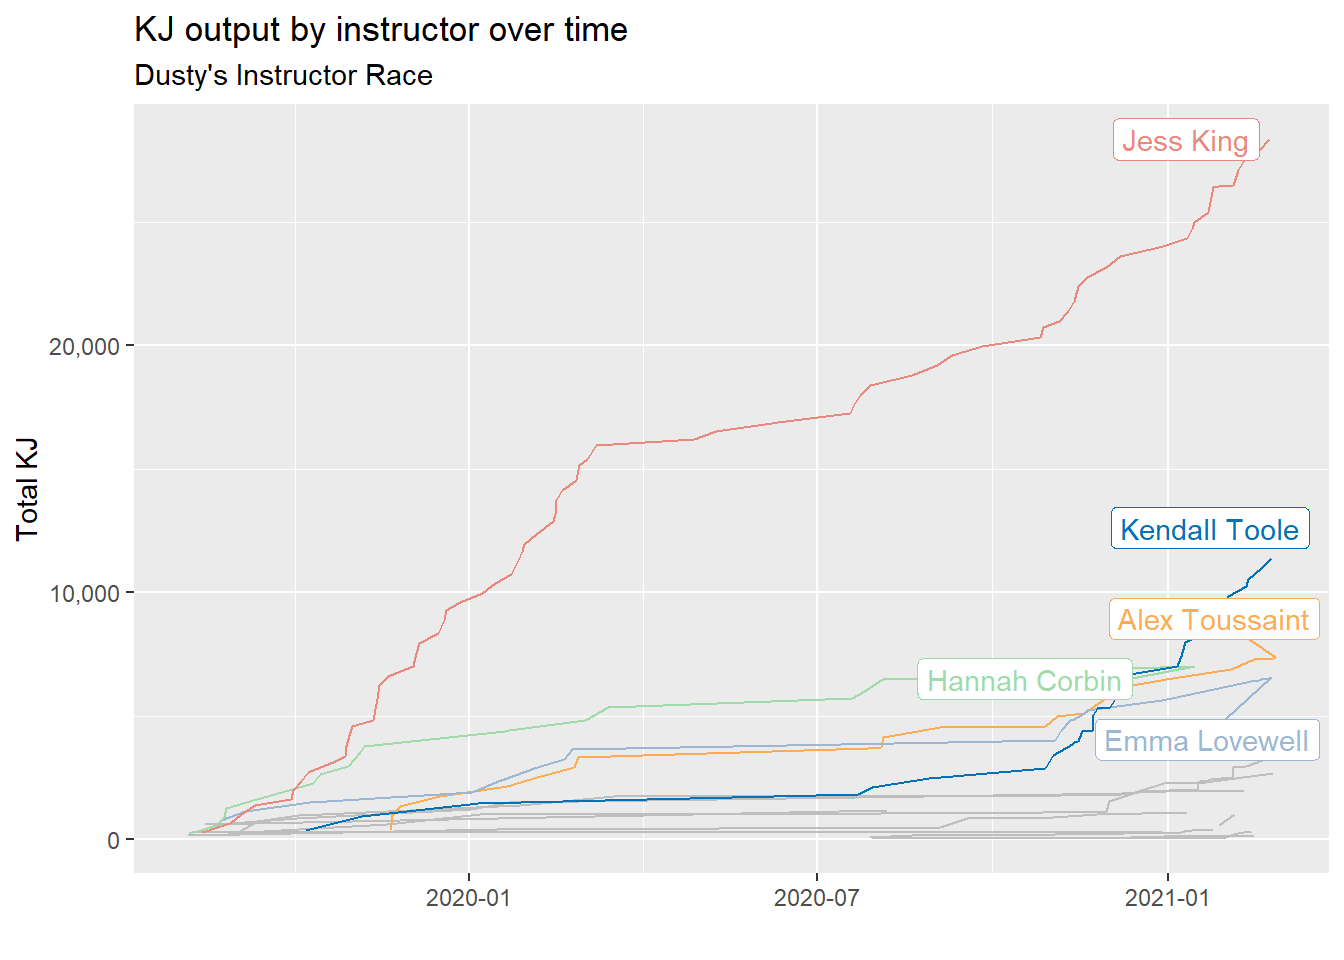 KJ output by instructor over time
Dusty's Instructor Race
Total KJ
20,000
10,000
0
Jess King
Kendall Toole
Alex Toussaint
Hannah Corbin
Emma Lovewell
2020-01
2020-07
2021-01